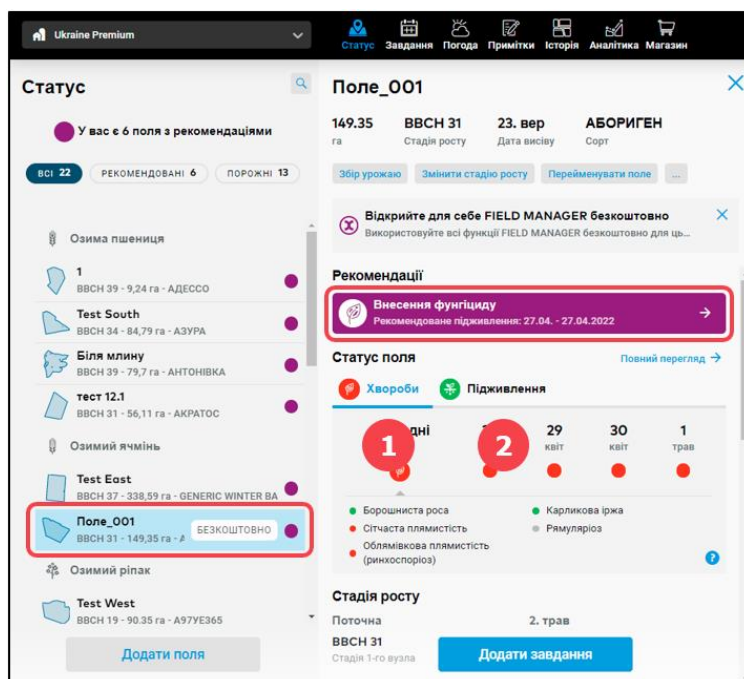 Ukraine Premium
Статус Завдання Погода Примітки Історія Аналітика Магазин
Статус
У вас є 6 поля з рекомендаціями
ВСІ 22 РЕКОМЕНДОВАНІ 6 ПОРОЖНІ 13
Озима пшениця
1
BBCH 39 - 9,24 га - АДЕССО
Test South
BBCH 34 - 84,79 га - АЗУРА
Біля млину
BBCH 39 - 79,7 га - АНТОНІВКА
тест 12.1
BBCH 31 - 56,11 га - АКРАТОС
Озимий ячмінь
Test East
BBCH 37 - 338,59 га - GENERIC WINTER BA
Поле_001
BBCH 31 - 149,35 га - А
БЕЗКОШТОВНО
Озимий ріпак
Test West
BBCH 19 - 90.35 га - A97YE365
Додати поля
Поле_001
149.35 BBCH 31 23. вер АБОРИГЕН
га Стадія росту Дата висіву Сорт
Збір урожаю Змінити стадію росту Перейменувати поле ...
Відкрийте для себе FIELD MANAGER безкоштовно
Використовуйте всі функції FIELD MANAGER безкоштовно для ць...
Рекомендації
Внесення фунгіциду
Рекомендоване підживлення: 27.04. - 27.04.2022
Статус поля Повний перегляд →
Хвороби Підживлення
1 дні 2 29 30 1
квіт квіт трав
Борошниста роса Карликова іржа
Сітчаста плямистість Рямуляріоз
Облямівкова плямистість
(ринхоспоріоз)
?
Стадія росту
Поточна 2. трав
BBCH 31
Стадія 1-го вузла
Додати завдання